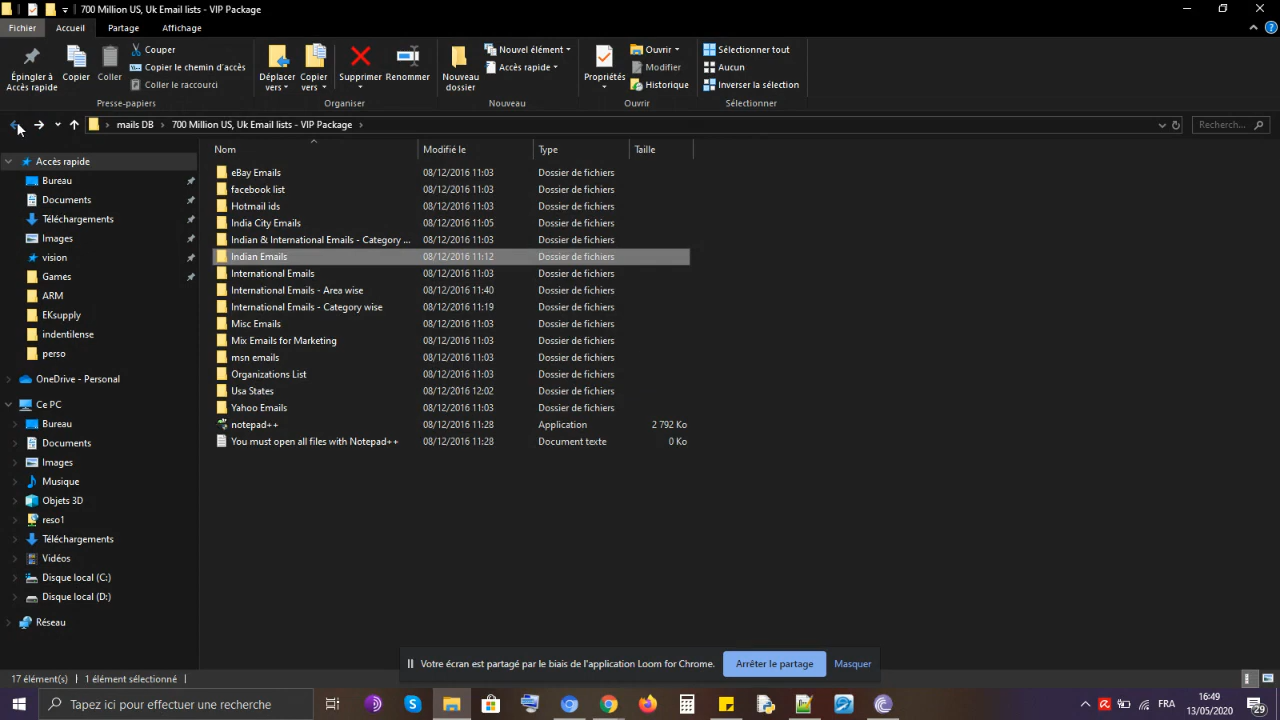 700 Million US, Uk Email lists - VIP Package
Fichier Accueil Partage Affichage
Épingler à Accès rapide
Copier
Coller
Couper
Copier le chemin d'accès
Coller le raccourci
Presse-papiers
Déplacer vers
Copier vers
Supprimer
Renommer
Organiser
Nouveau dossier
Nouvel élément
Accès rapide
Nouveau
Propriétés
Ouvrir
Modifier
Historique
Ouvrir
Sélectionner tout
Aucun
Inverser la sélection
Sélectionner
mails DB > 700 Million US, Uk Email lists - VIP Package >
Recherch...
Accès rapide
Bureau
Documents
Téléchargements
Images
vision
Games
ARM
EKsupply
indentilense
perso
OneDrive - Personal
Ce PC
Bureau
Documents
Images
Musique
Objets 3D
reso1
Téléchargements
Vidéos
Disque local (C:)
Disque local (D:)
Réseau
Nom Modifié le Type Taille
eBay Emails 08/12/2016 11:03 Dossier de fichiers
facebook list 08/12/2016 11:03 Dossier de fichiers
Hotmail ids 08/12/2016 11:03 Dossier de fichiers
India City Emails 08/12/2016 11:05 Dossier de fichiers
Indian & International Emails - Category ... 08/12/2016 11:03 Dossier de fichiers
Indian Emails 08/12/2016 11:12 Dossier de fichiers
International Emails 08/12/2016 11:03 Dossier de fichiers
International Emails - Area wise 08/12/2016 11:40 Dossier de fichiers
International Emails - Category wise 08/12/2016 11:19 Dossier de fichiers
Misc Emails 08/12/2016 11:03 Dossier de fichiers
Mix Emails for Marketing 08/12/2016 11:03 Dossier de fichiers
msn emails 08/12/2016 11:03 Dossier de fichiers
Organizations List 08/12/2016 11:03 Dossier de fichiers
Usa States 08/12/2016 12:02 Dossier de fichiers
Yahoo Emails 08/12/2016 11:03 Dossier de fichiers
notepad++ 08/12/2016 11:28 Application 2 792 Ko
You must open all files with Notepad++ 08/12/2016 11:28 Document texte 0 Ko
Votre écran est partagé par le biais de l'application Loom for Chrome. Arrêter le partage Masquer
17 élément(s) 1 élément sélectionné
Tapez ici pour effectuer une recherche
FRA
16:49
13/05/2020
29